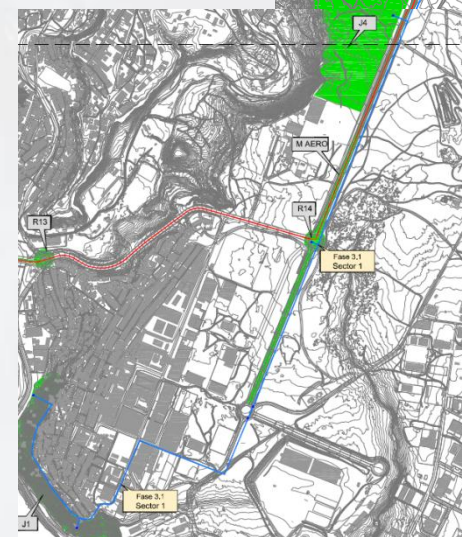 J4
M AERO
R14
R13
Fase 3.1
Sector 1
Fase 3.1
Sector 1
J1